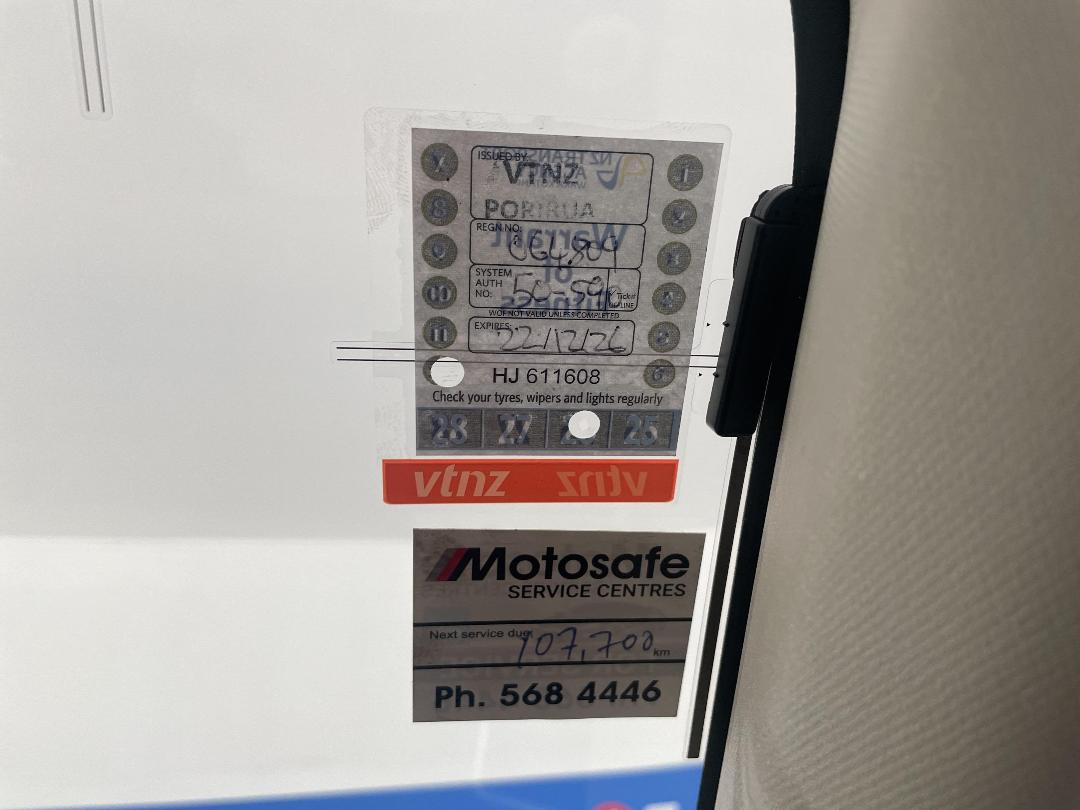 ISSUED BY:
VTNZ
PORIRUA
REGN NO:
SYSTEM
AUTH
NO: 50-59
WOF NOT VALID UNLESS COMPLETED
EXPIRES: 22/12/26
HJ 611608
Check your tyres, wipers and lights regularly
28 27 25
vtnz vtnz
Motosafe
SERVICE CENTRES
Next service due: 107,700 km
Ph. 568 4446